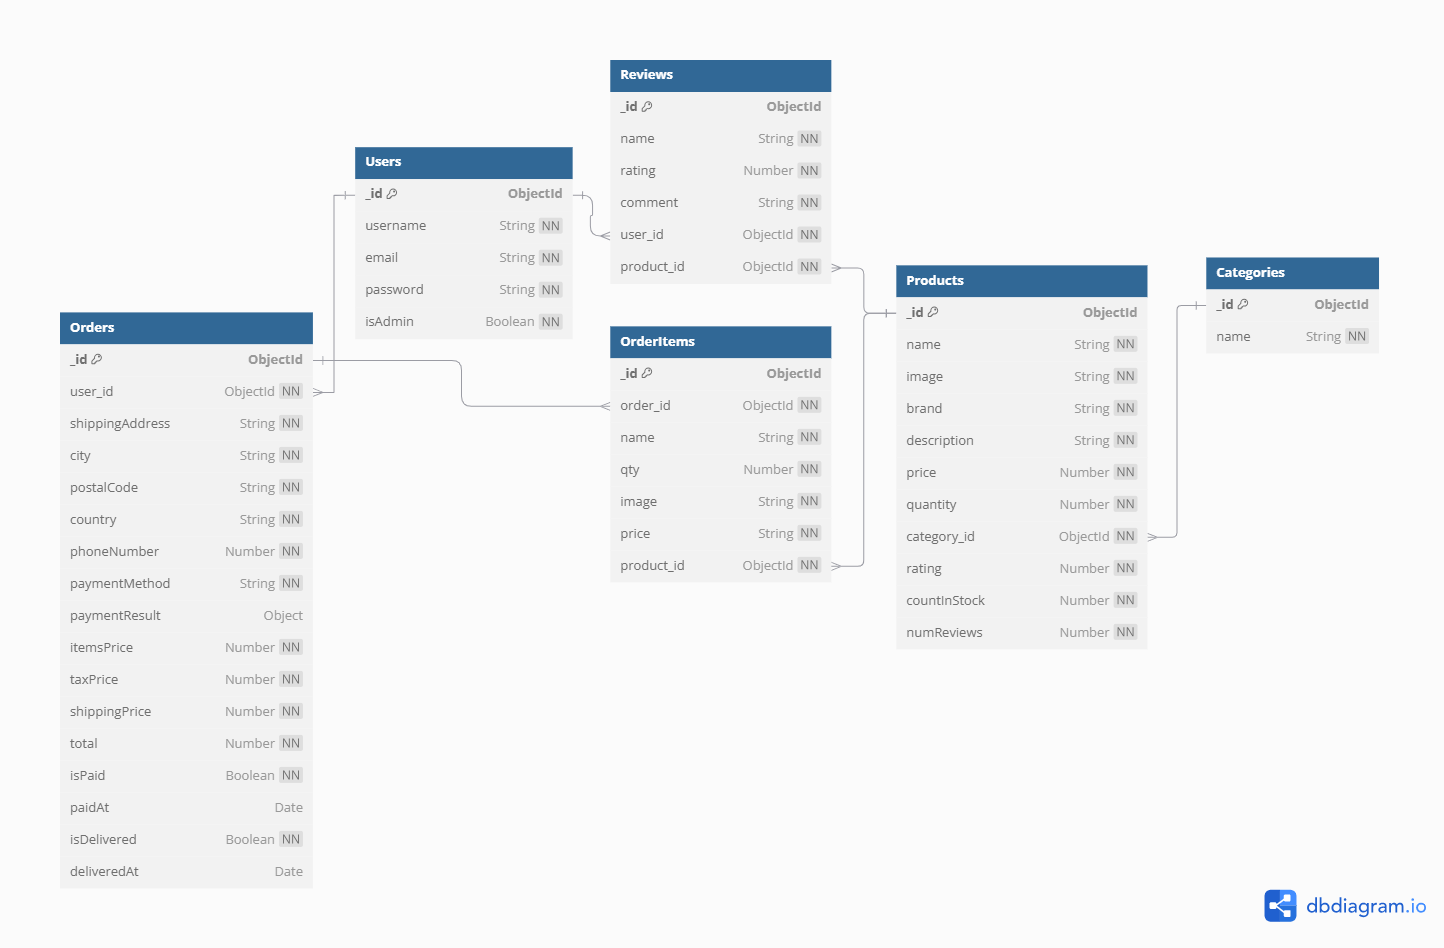 Reviews
_id ObjectId
name String NN
rating Number NN
comment String NN
user_id ObjectId NN
product_id ObjectId NN
Users
_id ObjectId
username String NN
email String NN
password String NN
isAdmin Boolean NN
Orders
_id ObjectId
user_id ObjectId NN
shippingAddress String NN
city String NN
postalCode String NN
country String NN
phoneNumber Number NN
paymentMethod String NN
paymentResult Object
itemsPrice Number NN
taxPrice Number NN
shippingPrice Number NN
total Number NN
isPaid Boolean NN
paidAt Date
isDelivered Boolean NN
deliveredAt Date
OrderItems
_id ObjectId
order_id ObjectId NN
name String NN
qty Number NN
image String NN
price String NN
product_id ObjectId NN
Products
_id ObjectId
name String NN
image String NN
brand String NN
description String NN
price Number NN
quantity Number NN
category_id ObjectId NN
rating Number NN
countInStock Number NN
numReviews Number NN
Categories
_id ObjectId
name String NN
dbdiagram.io